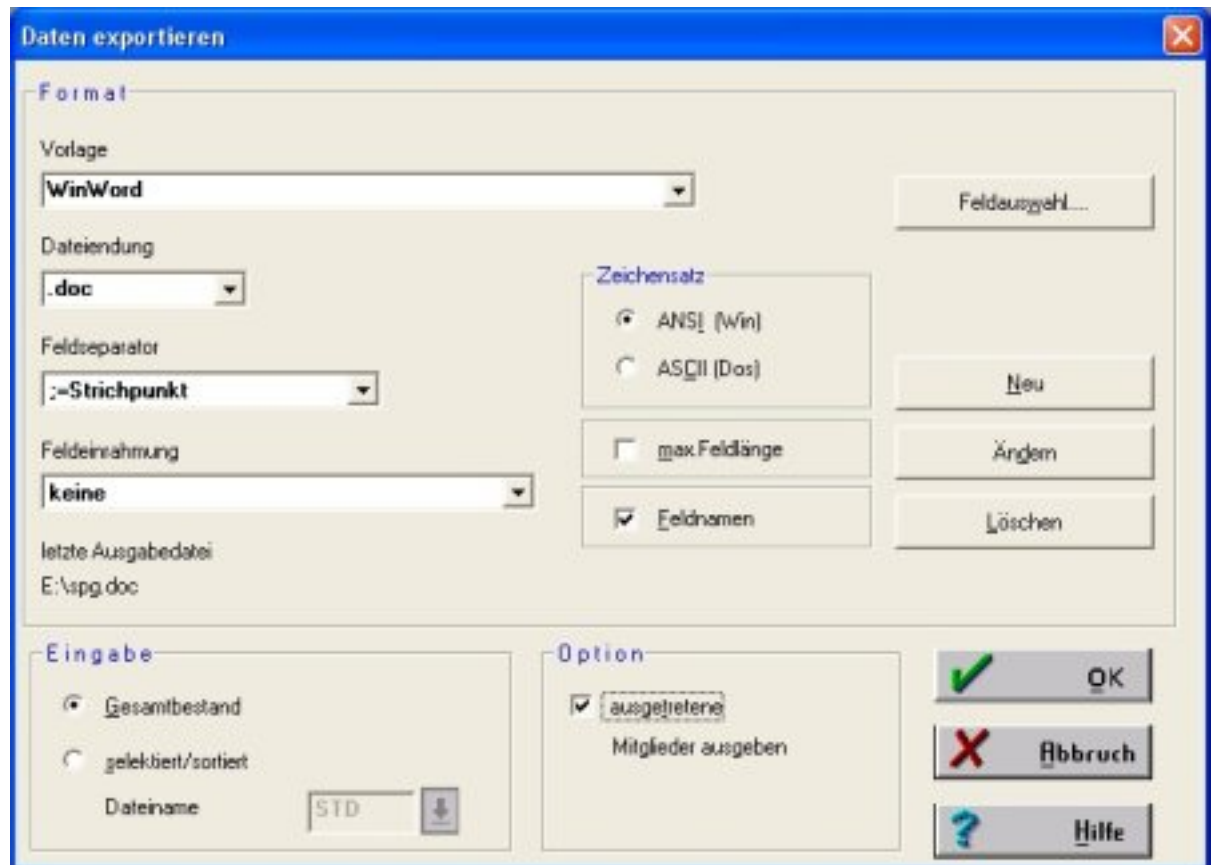 Daten exportieren
Format
Vorlage
WinWord
Feldauswahl...
Dateiendung
.doc
Zeichensatz
ANSI (Win)
ASCII (Dos)
Feldseparator
;=Strichpunkt
Neu
Feldeinrahmung
keine
max.Feldlänge
Ändern
Feldnamen
Löschen
letzte Ausgabedatei
E:\spg.doc
Eingabe
Gesamtbestand
selektiert/sortiert
Dateiname
STD
Option
ausgetretene
Mitglieder ausgeben
OK
Abbruch
Hilfe